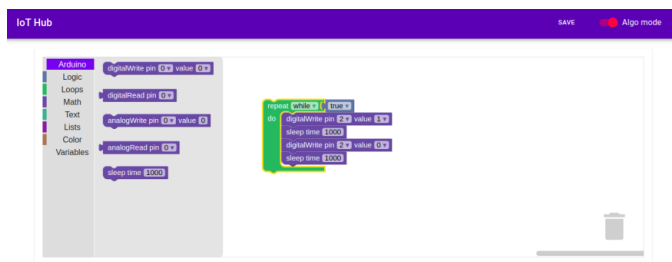 IoT Hub
SAVE
Algo mode
Arduino
Logic
Loops
Math
Text
Lists
Color
Variables
digitalWrite pin 0 value 0
digitalRead pin 0
analogWrite pin 0 value 0
analogRead pin 0
sleep time 1000
repeat while true
do digitalWrite pin 2 value 1
sleep time 1000
digitalWrite pin 2 value 0
sleep time 1000